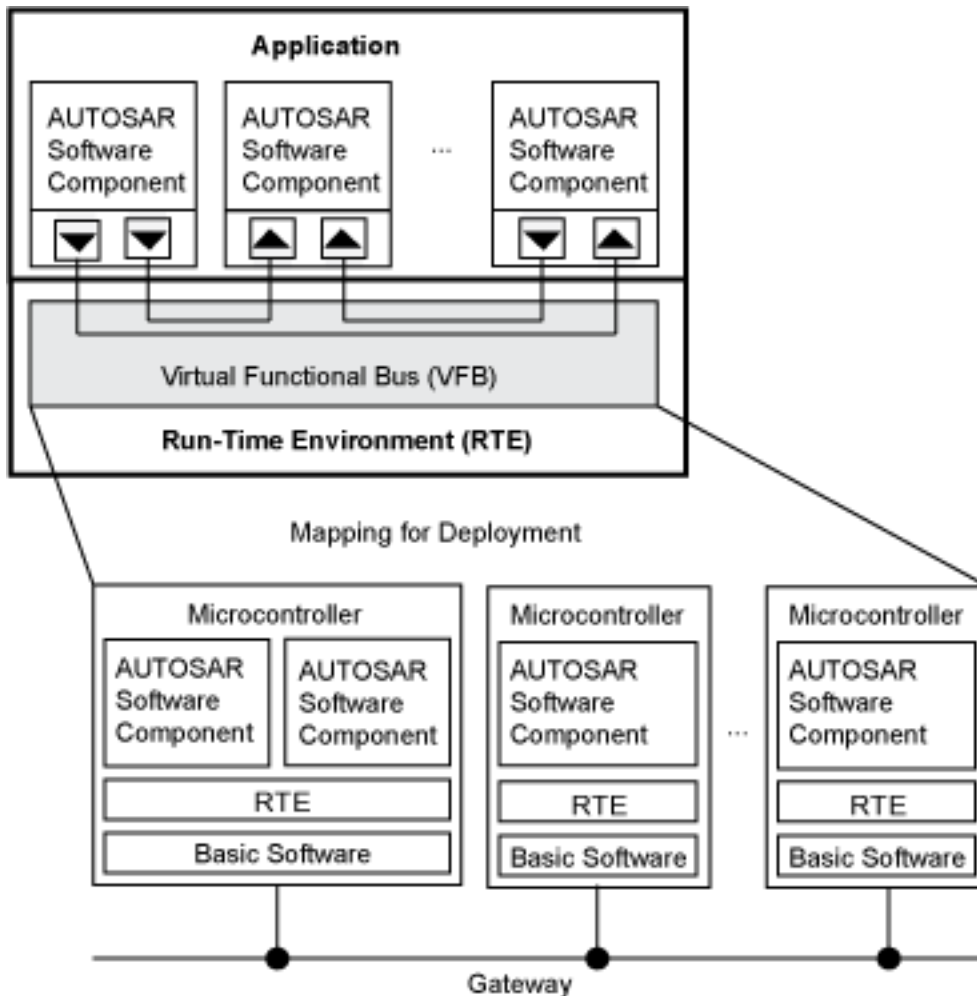 Application
AUTOSAR
Software
Component
AUTOSAR
Software
Component
...
AUTOSAR
Software
Component
Virtual Functional Bus (VFB)
Run-Time Environment (RTE)
Mapping for Deployment
Microcontroller
AUTOSAR
Software
Component
AUTOSAR
Software
Component
RTE
Basic Software
Microcontroller
AUTOSAR
Software
Component
RTE
Basic Software
...
Microcontroller
AUTOSAR
Software
Component
RTE
Basic Software
Gateway